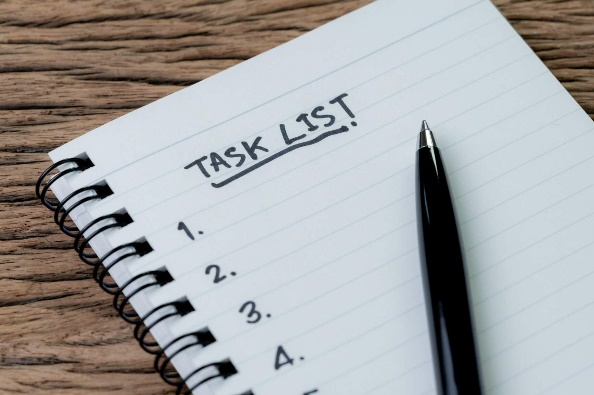 TASK LIST!
1.
2.
3.
4.